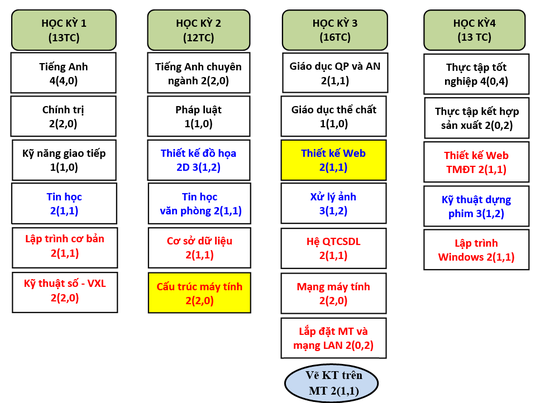 HỌC KỲ 1
(13TC)
Tiếng Anh
4(4,0)
Chính trị
2(2,0)
Kỹ năng giao tiếp
1(1,0)
Tin học
2(1,1)
Lập trình cơ bản
2(1,1)
Kỹ thuật số - VXL
2(2,0)
HỌC KỲ 2
(12TC)
Tiếng Anh chuyên
ngành 2(2,0)
Pháp luật
1(1,0)
Thiết kế đồ họa
2D 3(1,2)
Tin học
văn phòng 2(1,1)
Cơ sở dữ liệu
2(1,1)
Cấu trúc máy tính
2(2,0)
HỌC KỲ 3
(16TC)
Giáo dục QP và AN
2(1,1)
Giáo dục thể chất
1(1,0)
Thiết kế Web
2(1,1)
Xử lý ảnh
3(1,2)
Hệ QTCSDL
2(1,1)
Mạng máy tính
2(2,0)
Lắp đặt MT và
mạng LAN 2(0,2)
Vẽ KT trên
MT 2(1,1)
HỌC KỲ4
(13 TC)
Thực tập tốt
nghiệp 4(0,4)
Thực tập kết hợp
sản xuất 2(0,2)
Thiết kế Web
TMĐT 2(1,1)
Kỹ thuật dựng
phim 3(1,2)
Lập trình
Windows 2(1,1)